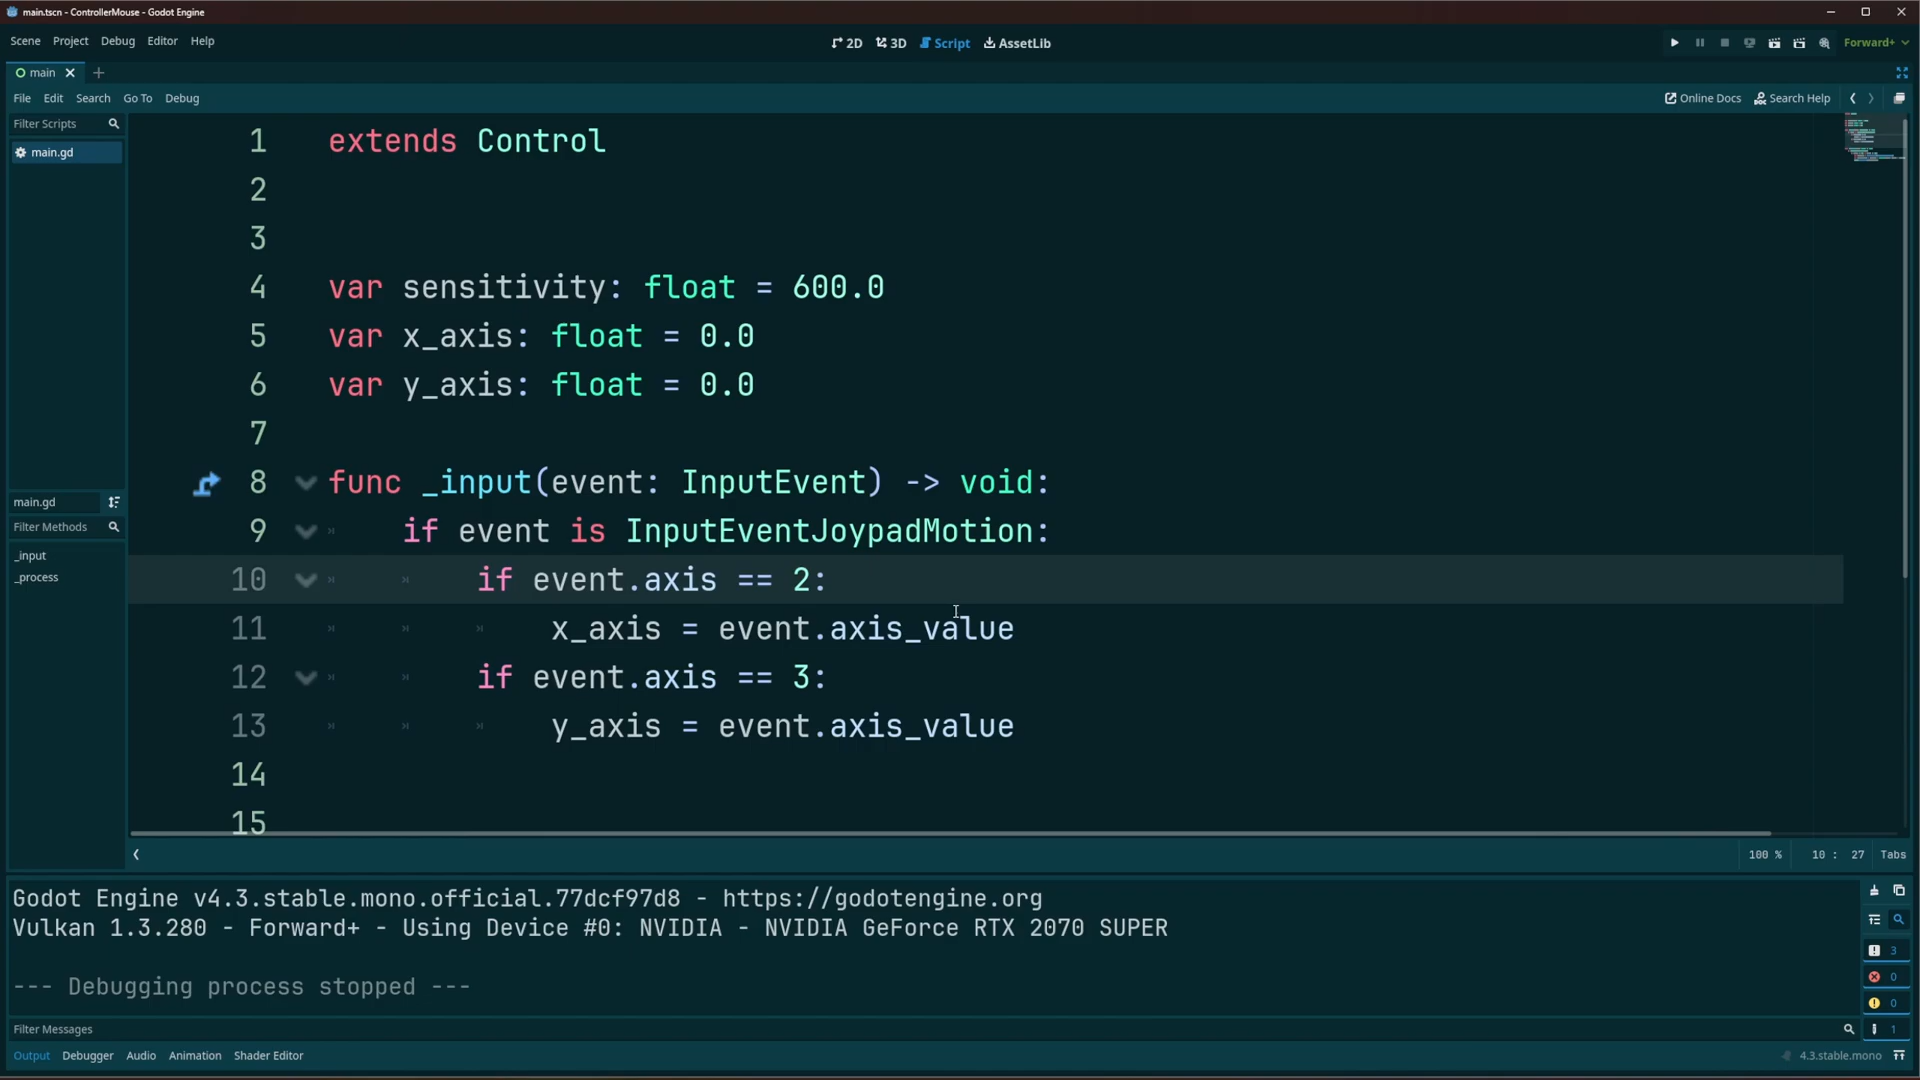 main.tscn - ControllerMouse - Godot Engine
Scene Project Debug Editor Help
2D 3D Script AssetLib
Forward+
main
File Edit Search Go To Debug
Online Docs Search Help
Filter Scripts
main.gd
main.gd
Filter Methods
_input
_process
1 extends Control
2
3
4 var sensitivity: float = 600.0
5 var x_axis: float = 0.0
6 var y_axis: float = 0.0
7
8 func _input(event: InputEvent) -> void:
9 if event is InputEventJoypadMotion:
10 if event.axis == 2:
11 x_axis = event.axis_value
12 if event.axis == 3:
13 y_axis = event.axis_value
14
15
100 % 10 : 27 Tabs
Godot Engine v4.3.stable.mono.official.77dcf97d8 - https://godotengine.org
Vulkan 1.3.280 - Forward+ - Using Device #0: NVIDIA - NVIDIA GeForce RTX 2070 SUPER
--- Debugging process stopped ---
3
0
0
1
Filter Messages
Output Debugger Audio Animation Shader Editor
4.3.stable.mono